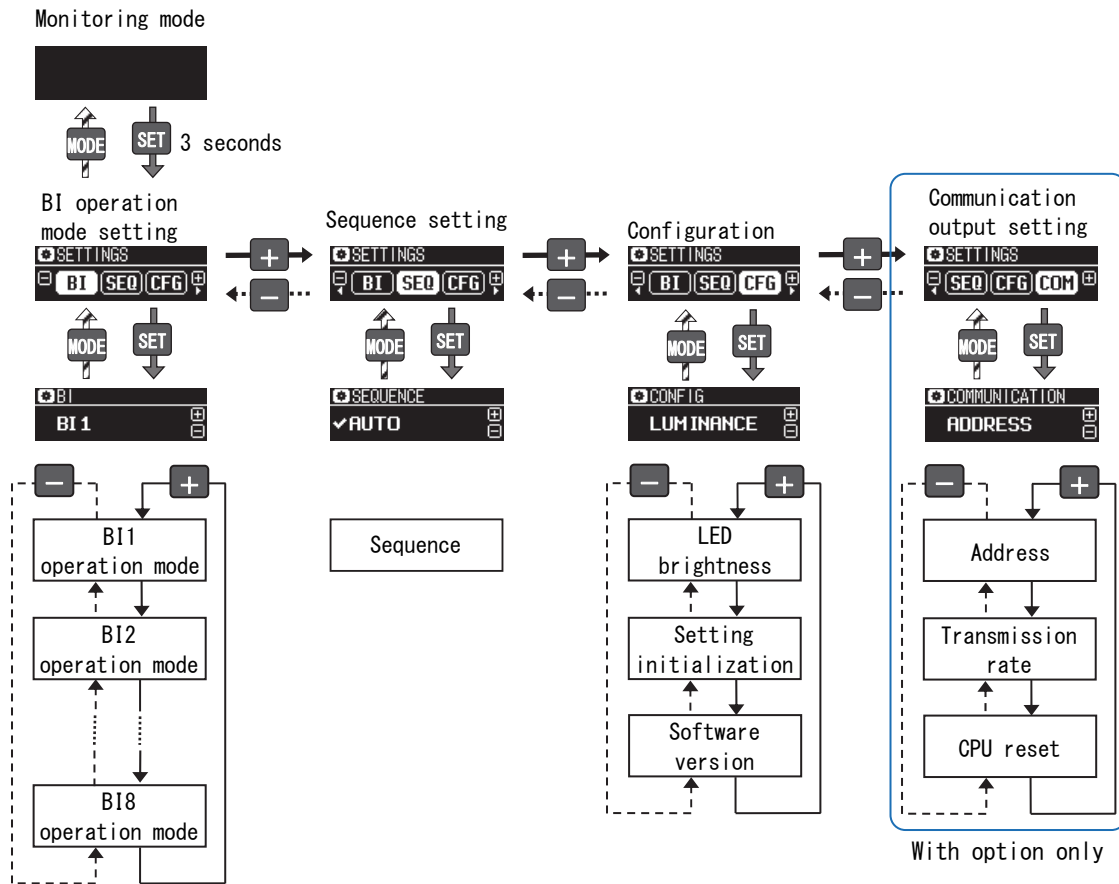 Monitoring mode
MODE
SET
3 seconds
BI operation
mode setting
SETTINGS
BI SEQ CFG
+
−
Sequence setting
SETTINGS
BI SEQ CFG
+
−
Configuration
SETTINGS
BI SEQ CFG
+
−
Communication
output setting
SETTINGS
SEQ CFG COM
MODE
SET
MODE
SET
MODE
SET
MODE
SET
BI
BI1
SEQUENCE
✓AUTO
CONFIG
LUMINANCE
COMMUNICATION
ADDRESS
− +
BI1
operation mode
BI2
operation mode
BI8
operation mode
Sequence
− +
LED
brightness
Setting
initialization
Software
version
− +
Address
Transmission
rate
CPU reset
With option only